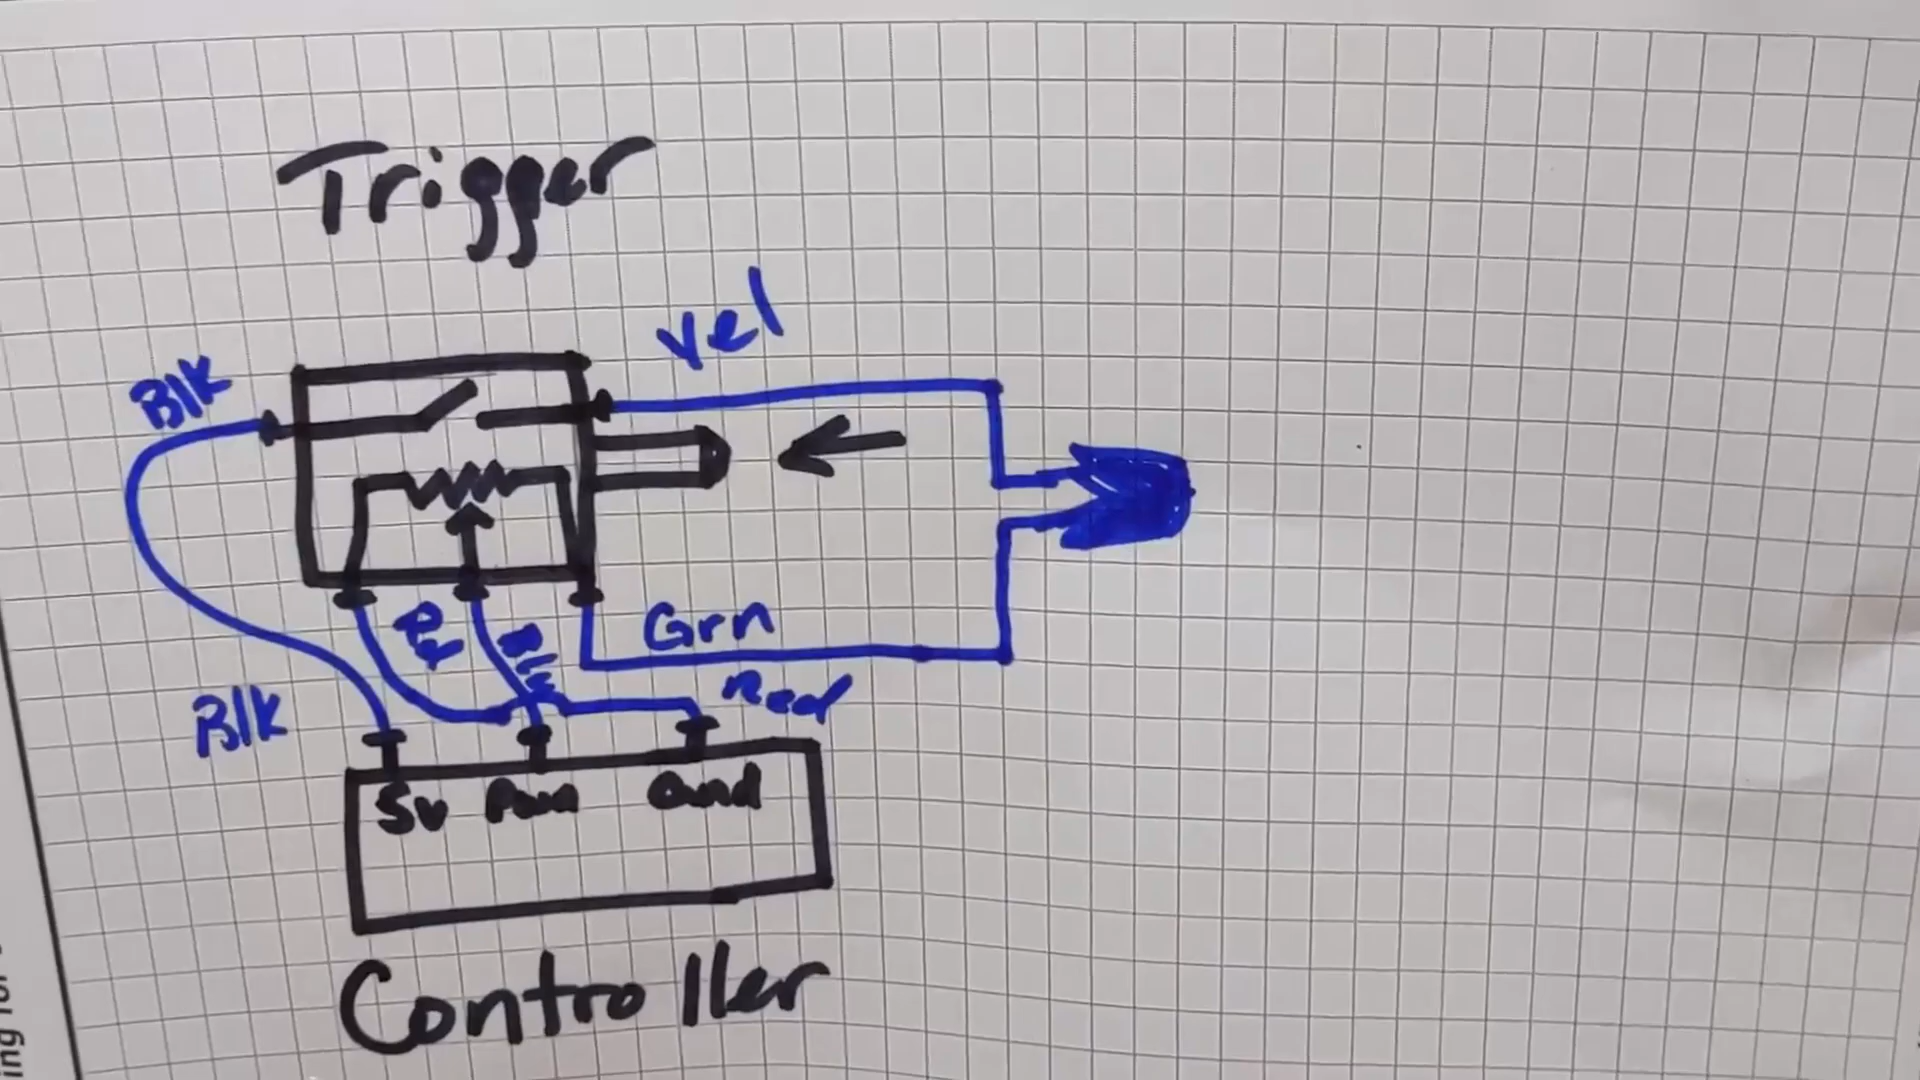 Trigger
Yel
Blk
Grn
Red
Blk
5v Pwm Gnd
Controller